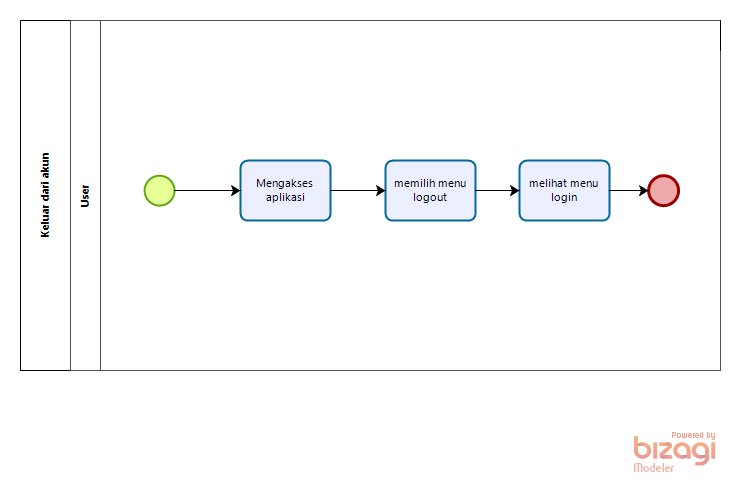 Keluar dari akun
User
Mengakses
aplikasi
memilih menu
logout
melihat menu
login
Powered by
bizagi
Modeler